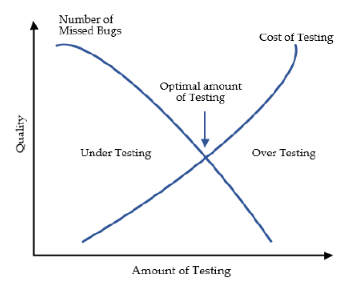 Number of
Missed Bugs
Cost of Testing
Optimal amount
of Testing
Under Testing
Over Testing
Quality
Amount of Testing